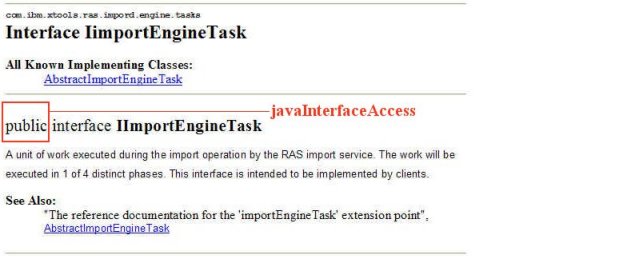 com.ibm.xtools.ras.impord.engine.tasks
Interface IimportEngineTask
All Known Implementing Classes:
AbstractImportEngineTask
public interface IImportEngineTask
javaInterfaceAccess
A unit of work executed during the import operation by the RAS import service. The work will be
executed in 1 of 4 distinct phases. This interface is intended to be implemented by clients.
See Also:
"The reference documentation for the 'importEngineTask' extension point",
AbstractImportEngineTask